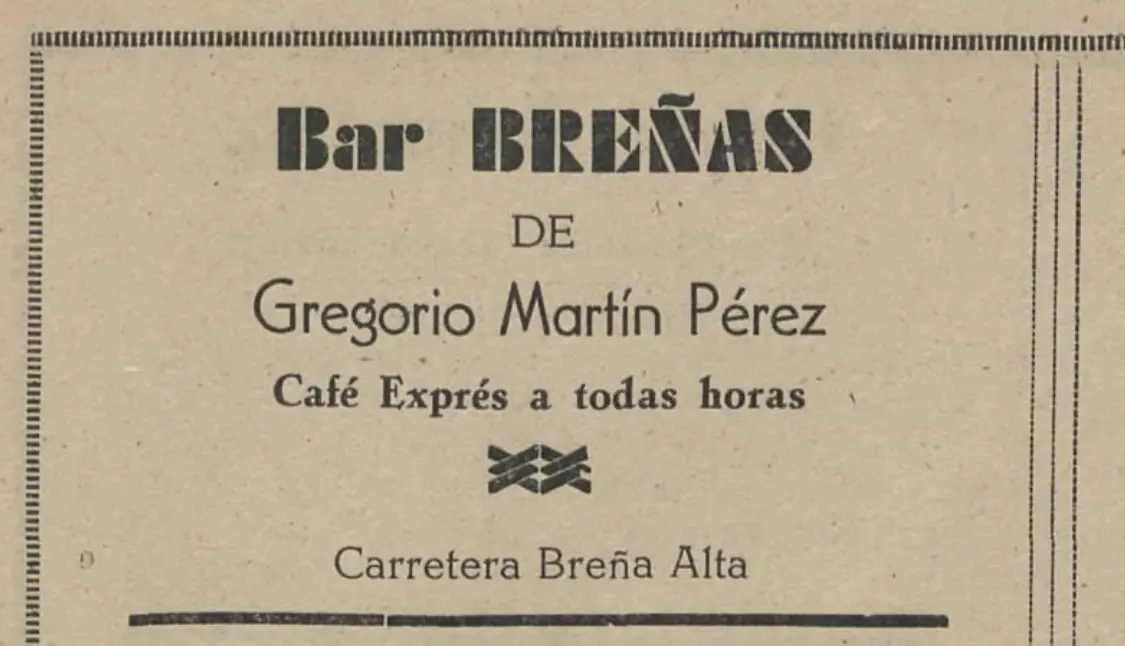 Bar BREÑAS
DE
Gregorio Martín Pérez
Café Exprés a todas horas
Carretera Breña Alta